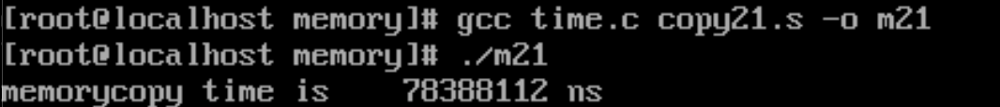 [root@localhost memory]# gcc time.c copy21.s -o m21
[root@localhost memory]# ./m21
memorycopy time is    78388112 ns